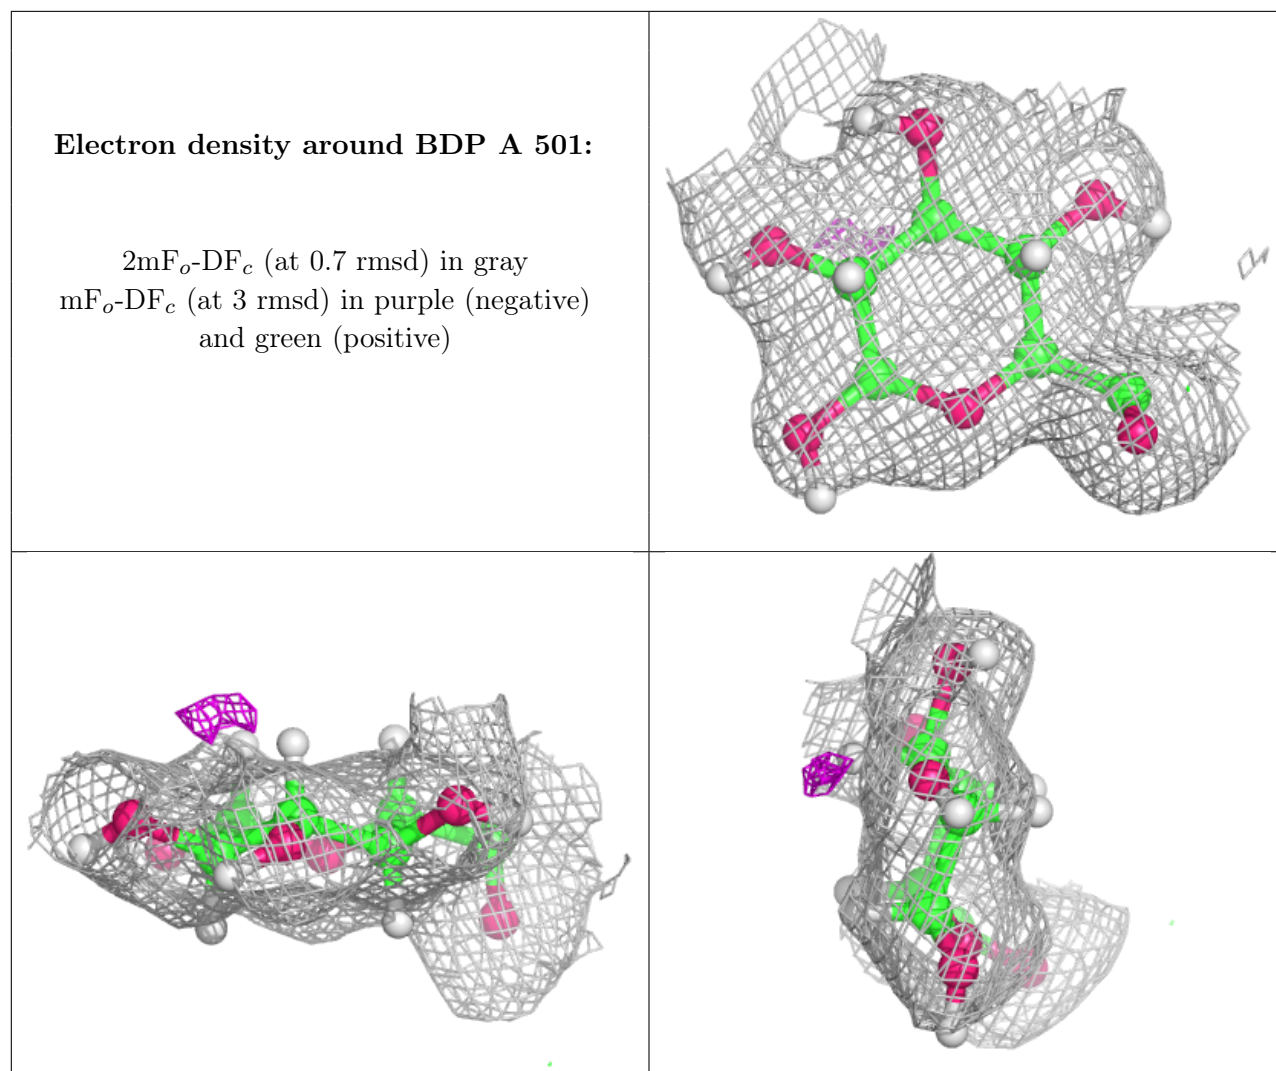 Electron density around BDP A 501:
2mFo-DFc (at 0.7 rmsd) in gray
mFo-DFc (at 3 rmsd) in purple (negative)
and green (positive)